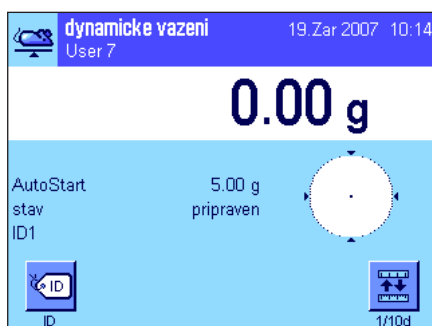 dynamicke vazeni 19.Zar 2007 10:14
User 7
0.00 g
AutoStart 5.00 g
stav pripraven
ID1
ID
ID 1/10d